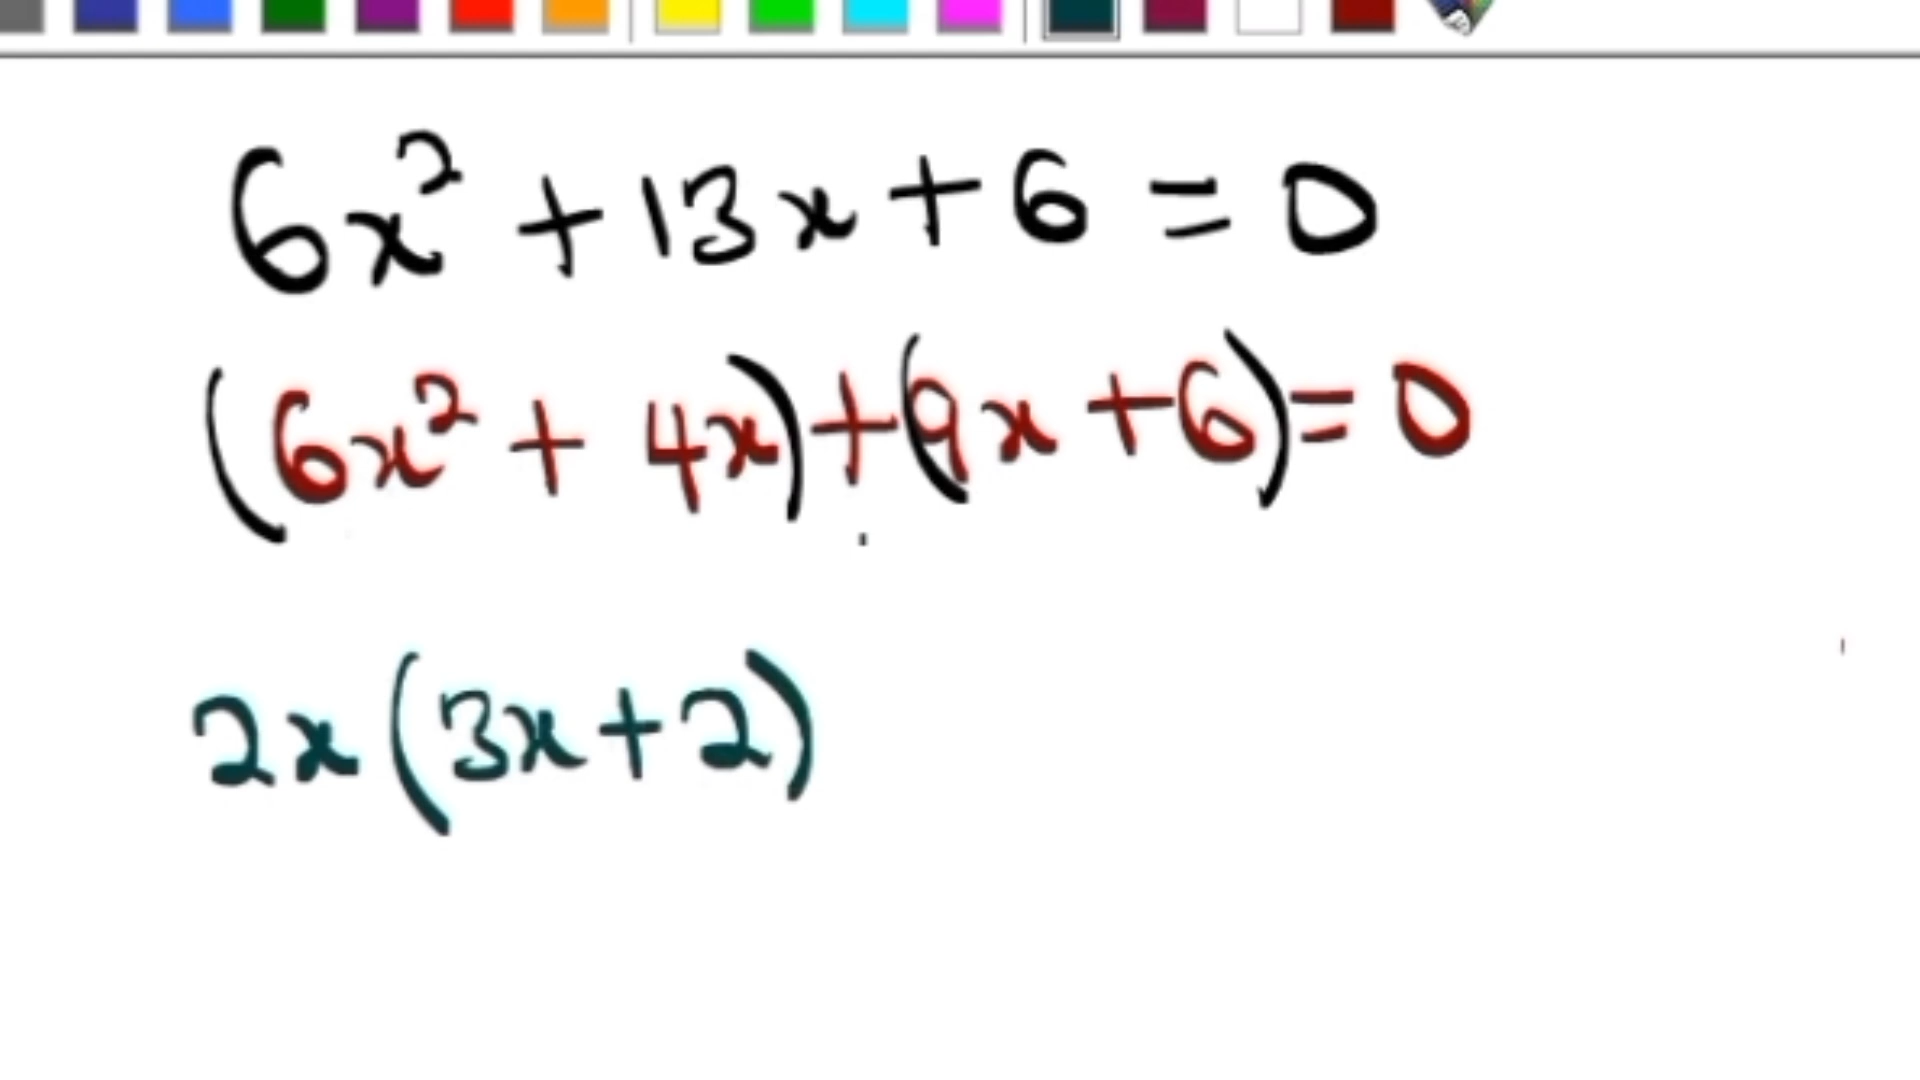 6x² + 13x + 6 = 0
(6x² + 4x) + (9x + 6) = 0
2x(3x + 2)